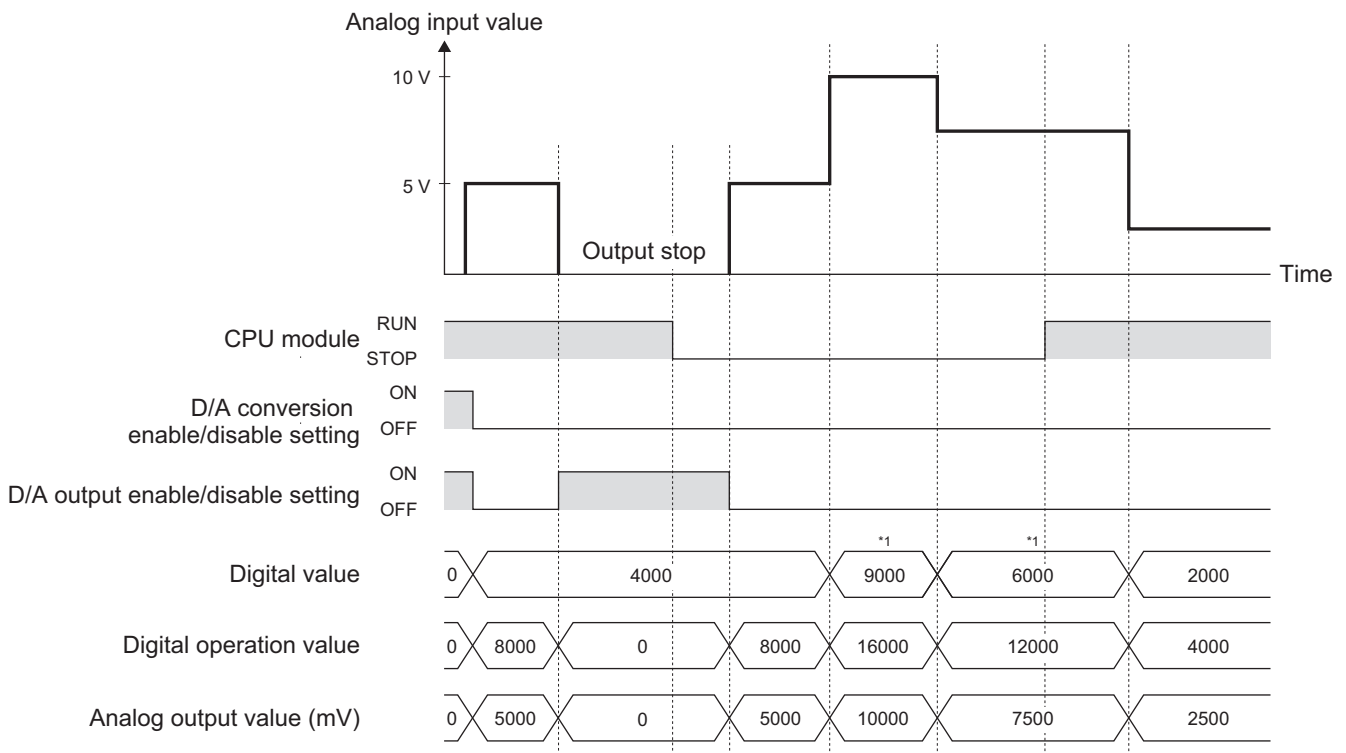 Analog input value
10 V
5 V
Output stop
Time
CPU module
RUN
STOP
D/A conversion
enable/disable setting
ON
OFF
D/A output enable/disable setting
ON
OFF
*1
*1
Digital value
0
4000
9000
6000
2000
Digital operation value
0
8000
0
8000
16000
12000
4000
Analog output value (mV)
0
5000
0
5000
10000
7500
2500